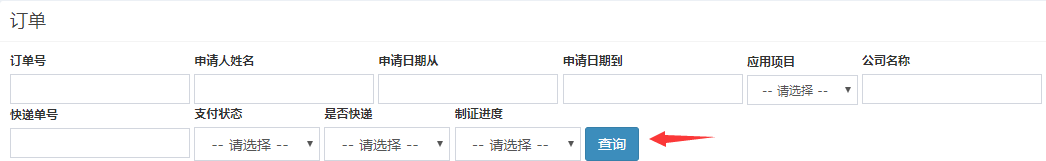 订单
订单号 申请人姓名 申请日期从 申请日期到 应用项目 公司名称
-- 请选择 --
快递单号 支付状态 是否快递 制证进度
-- 请选择 -- -- 请选择 -- -- 请选择 -- 查询